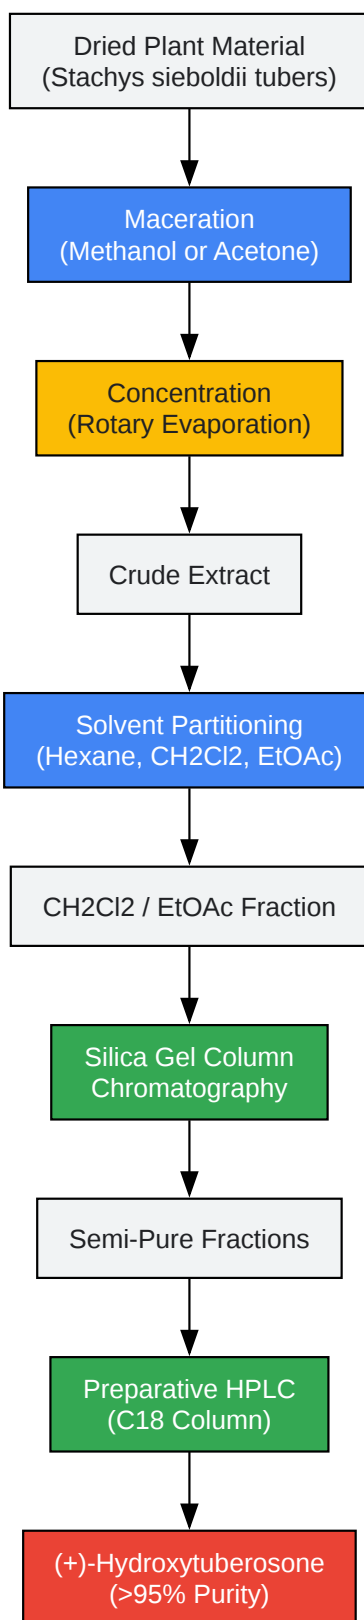 Dried Plant Material
(Stachys sieboldii tubers)
Maceration
(Methanol or Acetone)
Concentration
(Rotary Evaporation)
Crude Extract
Solvent Partitioning
(Hexane, CH2Cl2, EtOAc)
CH2Cl2 / EtOAc Fraction
Silica Gel Column
Chromatography
Semi-Pure Fractions
Preparative HPLC
(C18 Column)
(+)-Hydroxytuberosone
(>95% Purity)